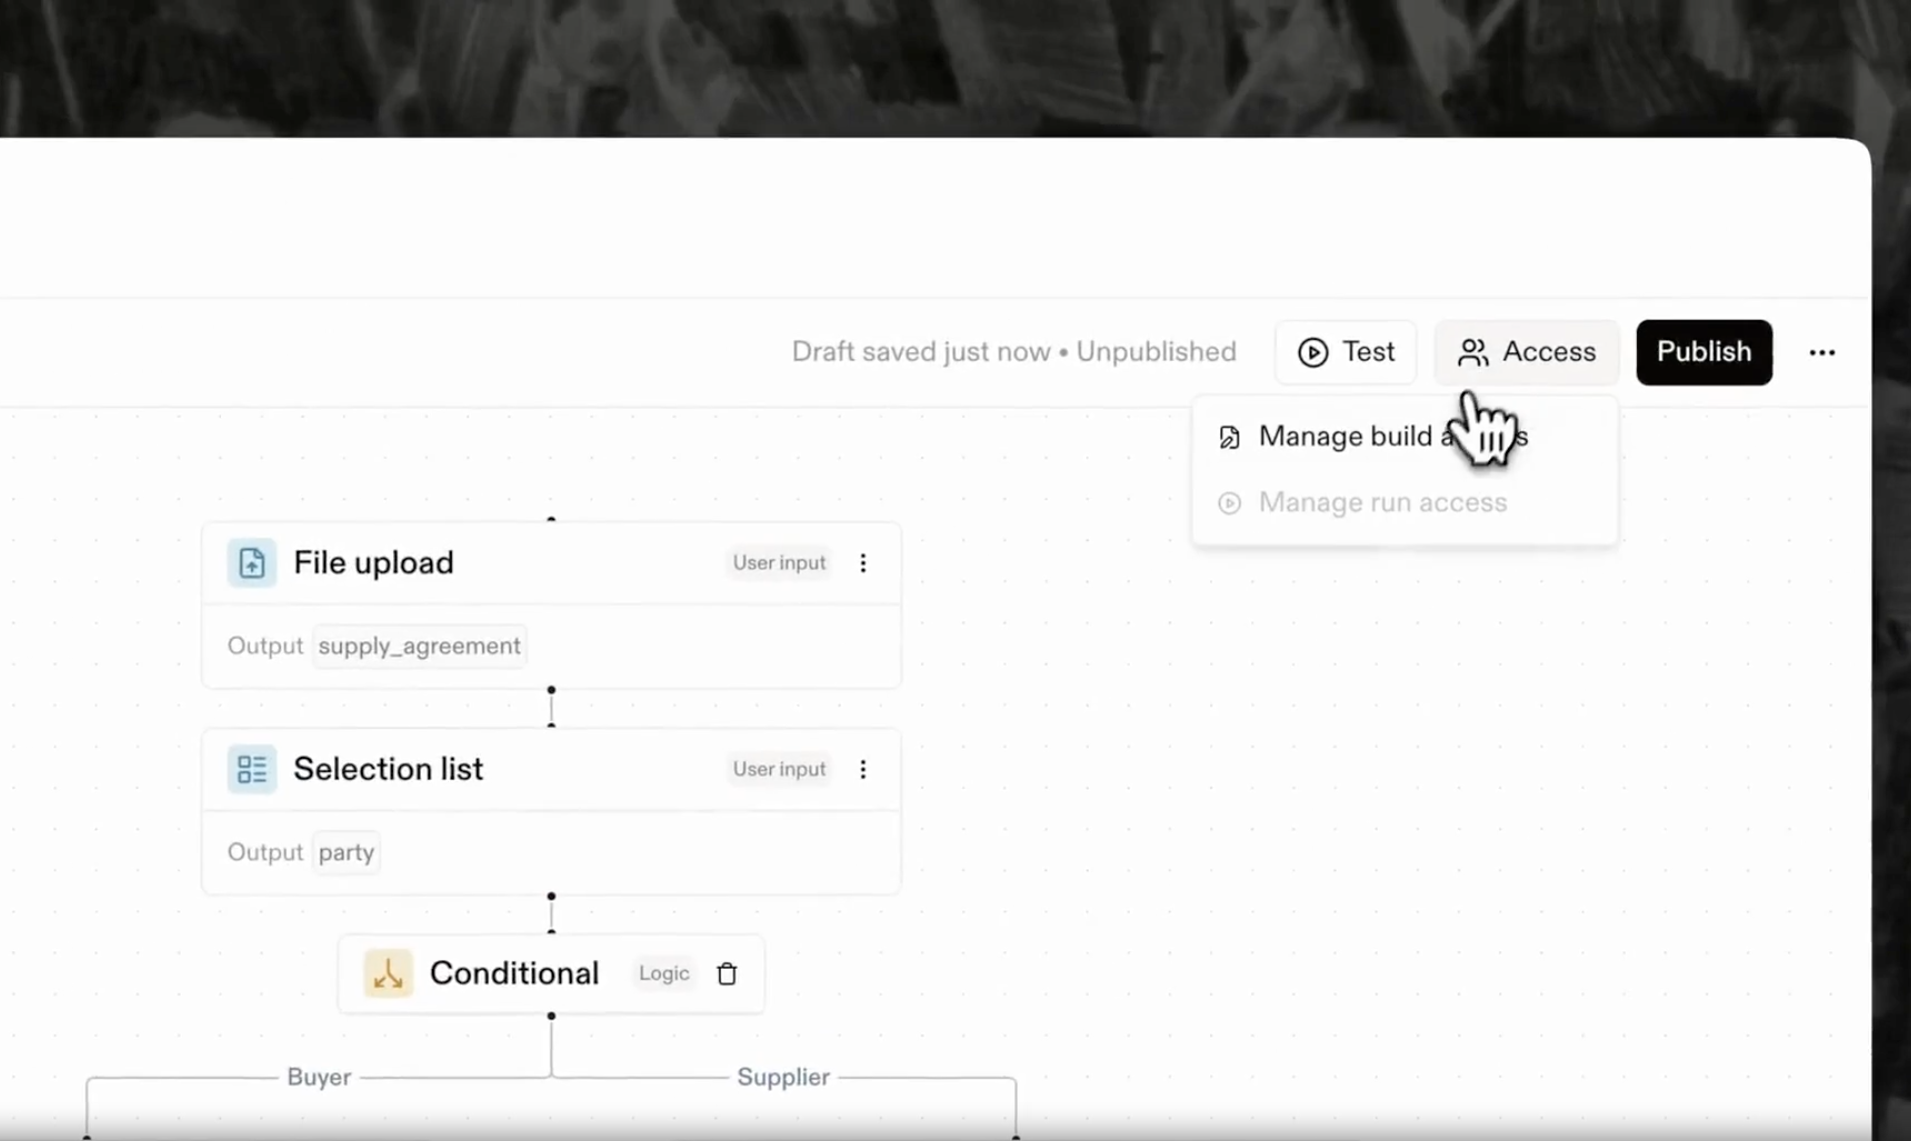 Draft saved just now • Unpublished
Test
Access
Publish
Manage build
Manage run access
File upload
User input
Output supply_agreement
Selection list
User input
Output party
Conditional
Logic
Buyer
Supplier